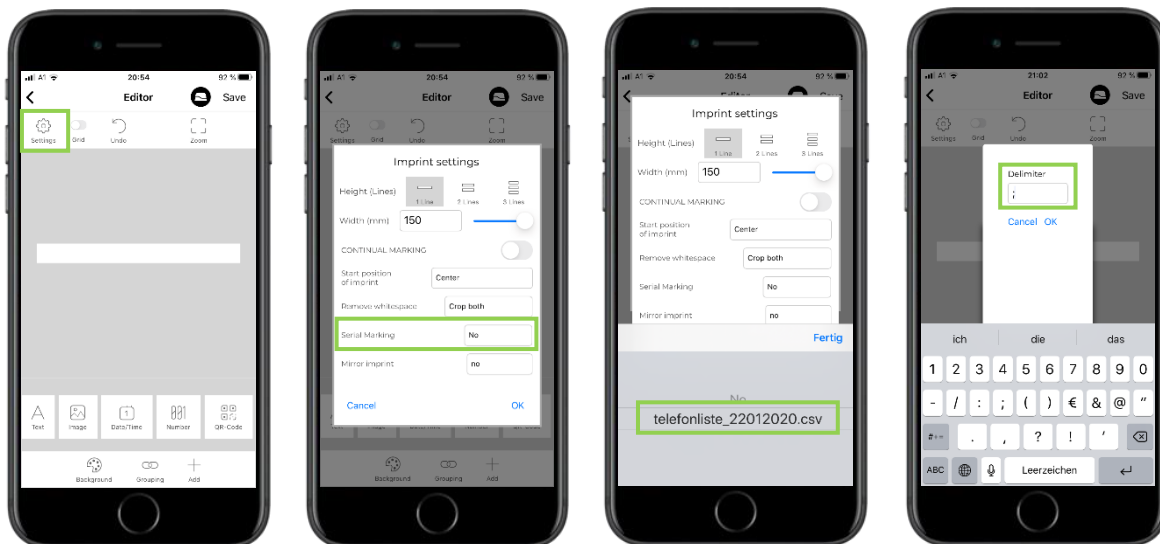 A1 20:54 92 %
Editor Save
Settings Grid Undo Zoom
Text Image Data/Time Number QR-Code
Background Grouping Add
A1 20:54 92 %
Editor Save
Settings Grid Undo Zoom
Imprint settings
Height (Lines) 1 Line 2 Lines 3 Lines
Width (mm) 150
CONTINUAL MARKING
Start position
of imprint Center
Remove whitespace Crop both
Serial Marking No
Mirror imprint no
Cancel OK
Background Grouping Add
A1 20:54 92 %
Imprint settings
Height (Lines) 1 Line 2 Lines 3 Lines
Width (mm) 150
CONTINUAL MARKING
Start position
of imprint Center
Remove whitespace Crop both
Serial Marking No
Mirror imprint no
Fertig
No
telefonliste_22012020.csv
A1 21:02 92 %
Editor Save
Settings Grid Undo Zoom
Delimiter
;
Cancel OK
ich die das
1 2 3 4 5 6 7 8 9 0
- / : ; ( ) € & @ "
#+= . , ? ! '
ABC Leerzeichen